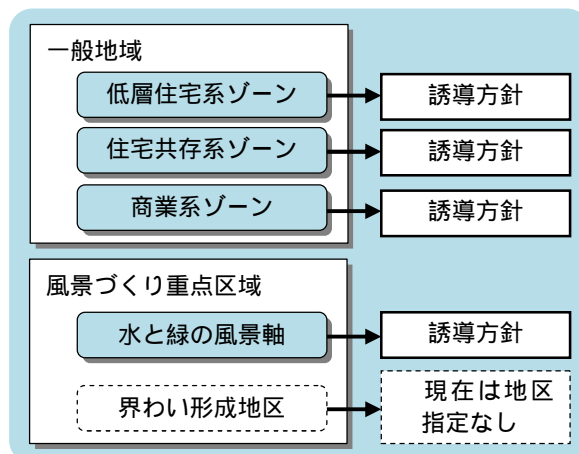 一般地域
低層住宅系ゾーン
誘導方針
住宅共存系ゾーン
誘導方針
商業系ゾーン
誘導方針
風景づくり重点区域
水と緑の風景軸
誘導方針
界わい形成地区
現在は地区
指定なし